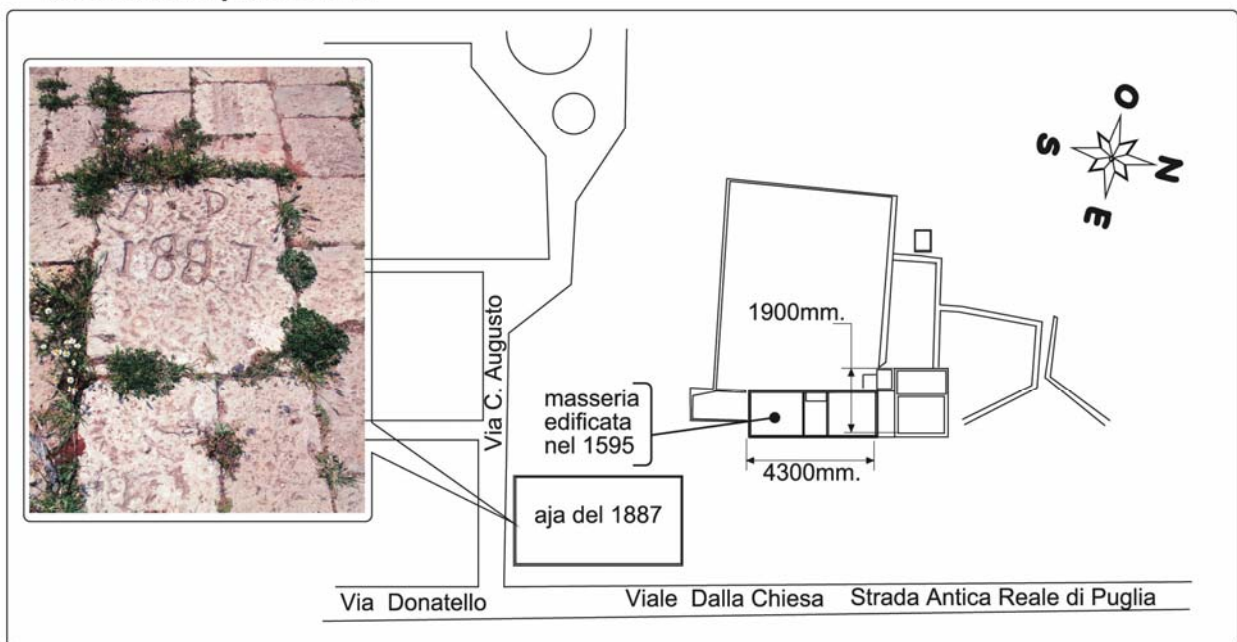 A D
1887
Via C. Augusto
masseria
edificata
nel 1595
1900mm.
4300mm.
aja del 1887
O
S
N
E
Via Donatello
Viale Dalla Chiesa
Strada Antica Reale di Puglia